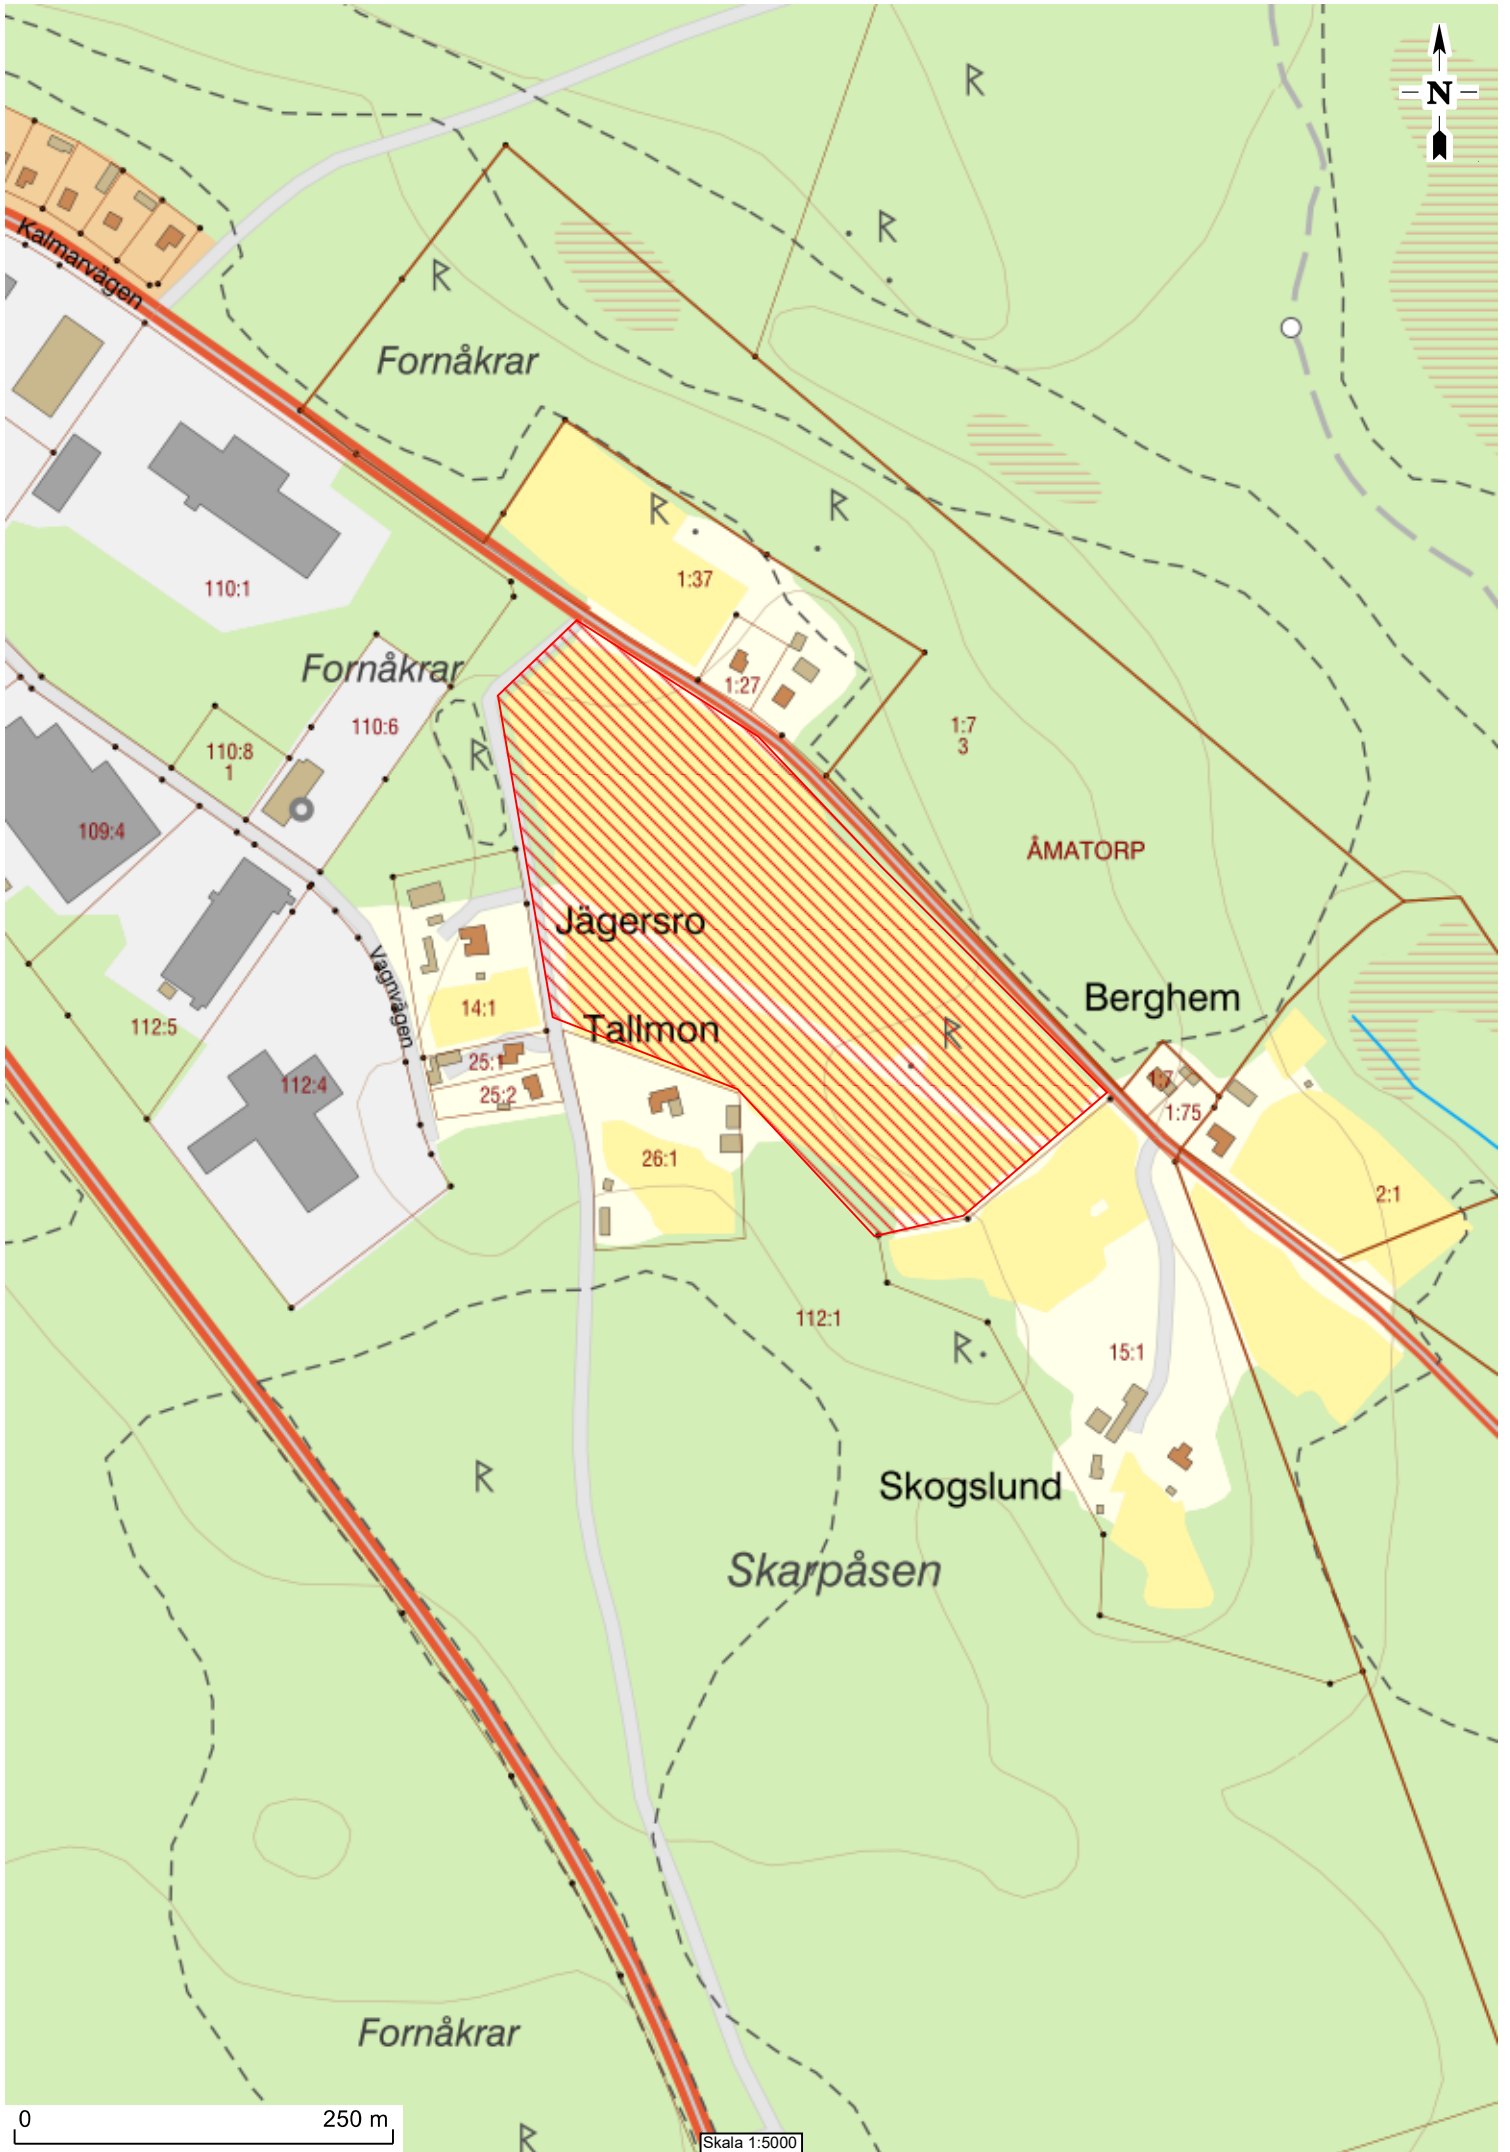 N
Kalmarvägen
Fornåkrar
1:37
110:1
Fornåkrar
1:27
110:6
1:7
3
110:8
1
109:4
ÅMATORP
Jägersro
Vagnvägen
Berghem
14:1
112:5
Tallmon
25:1
1:7
112:4
25:2
1:75
26:1
2:1
112:1
15:1
Skogslund
Skarpåsen
Fornåkrar
0 250 m
Skala 1:5000